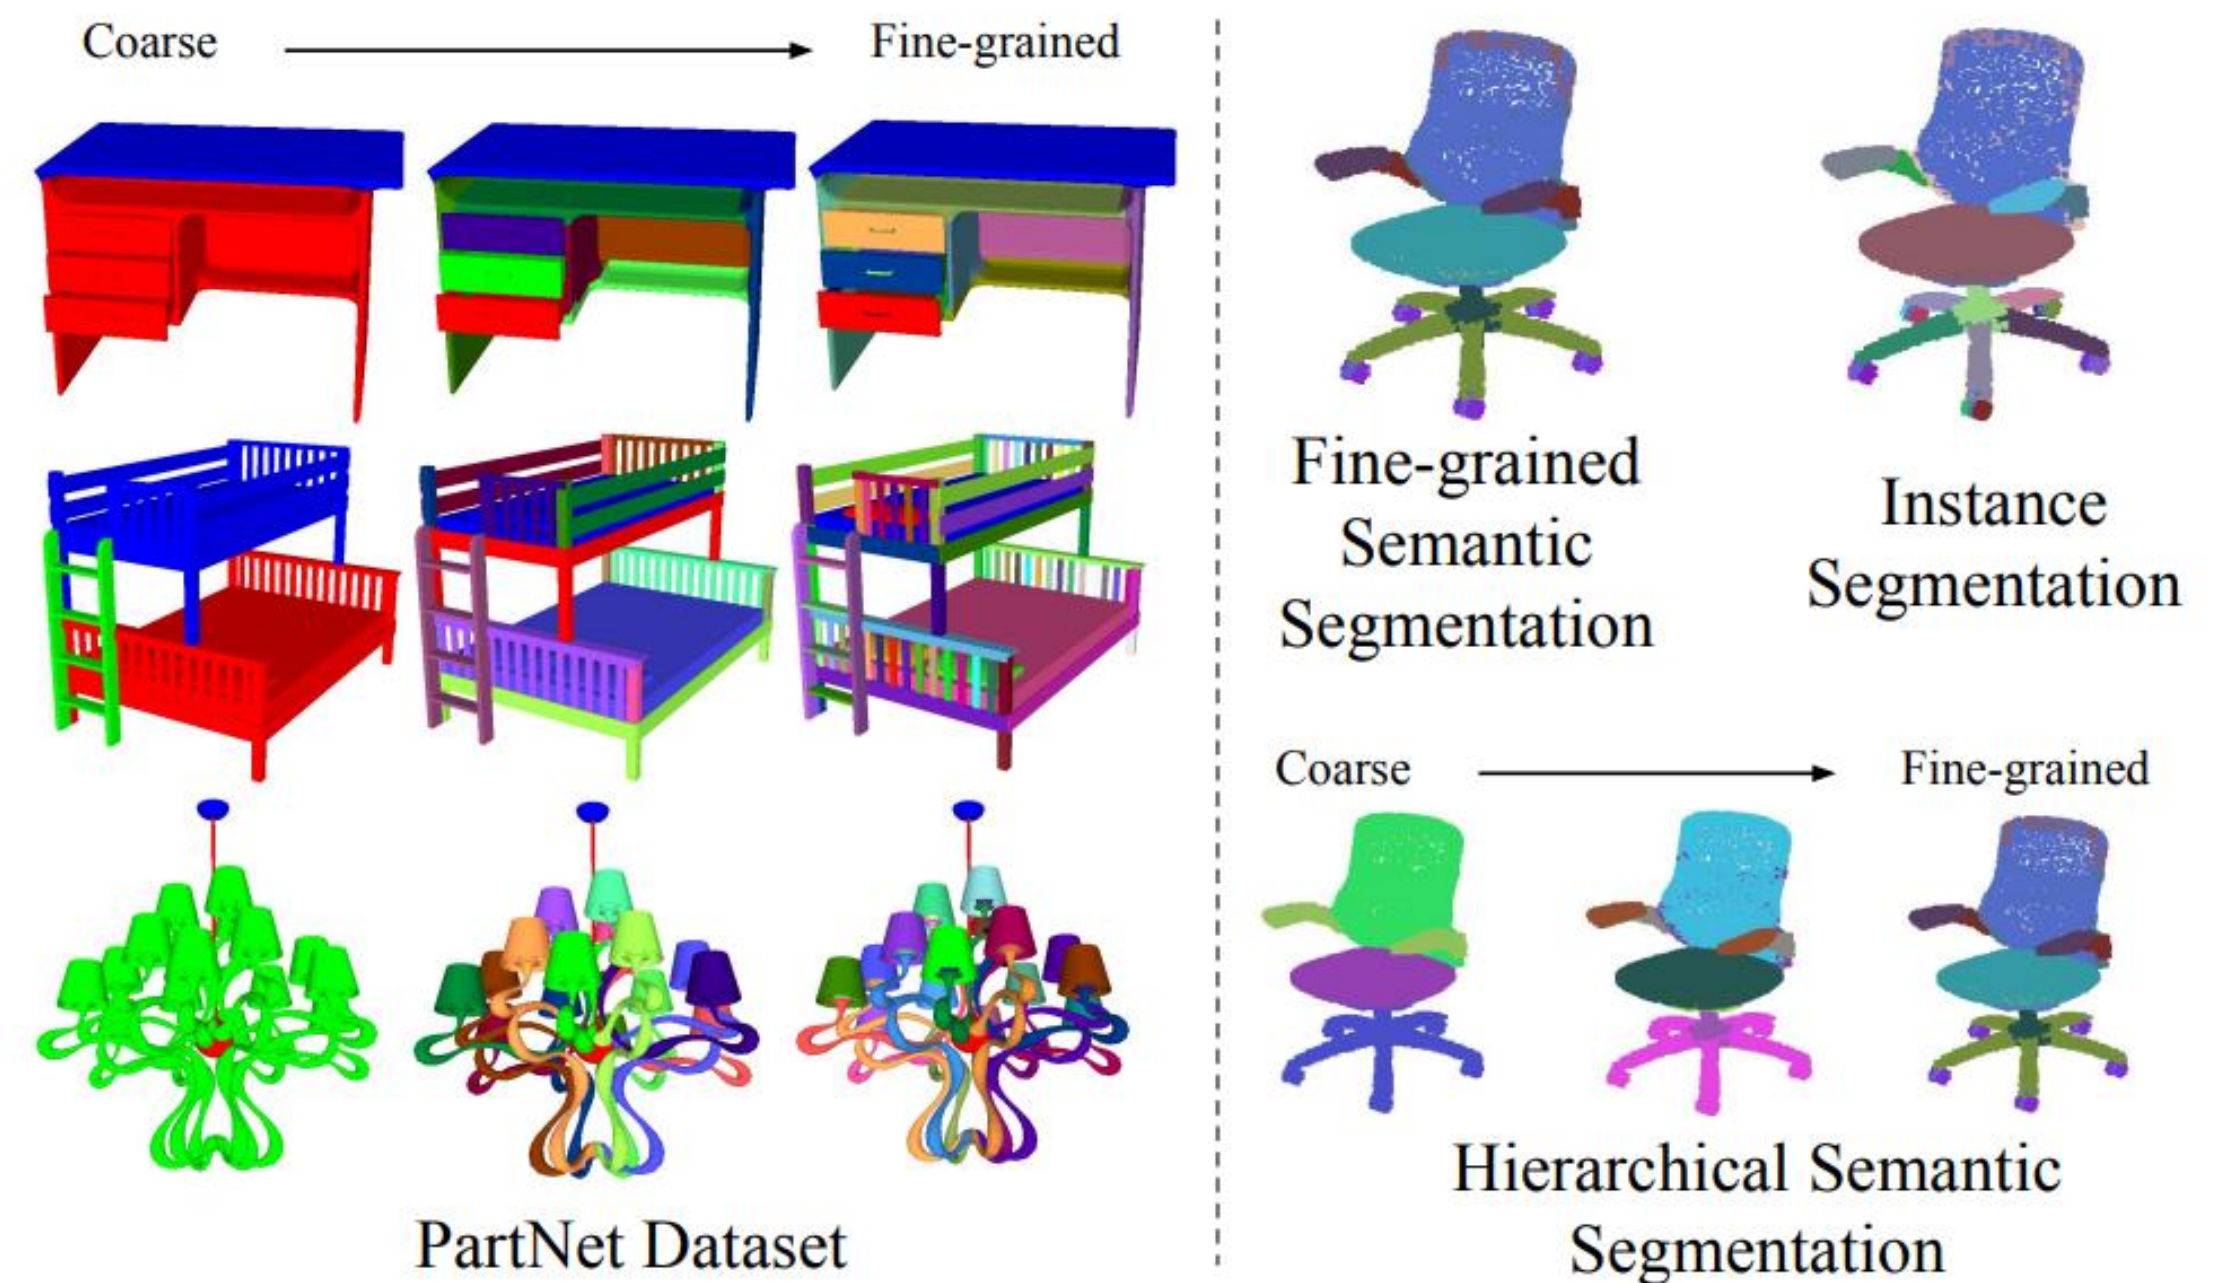 Coarse
Fine-grained
PartNet Dataset
Fine-grained
Semantic
Segmentation
Instance
Segmentation
Coarse
Fine-grained
Hierarchical Semantic
Segmentation